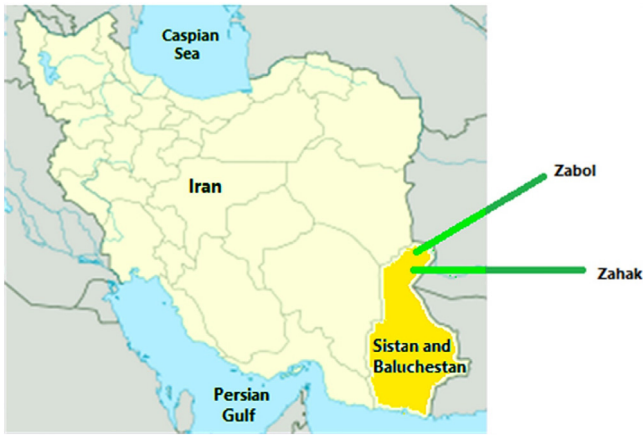 Caspian
Sea
Zabol
Iran
Zahak
Sistan and
Baluchestan
Persian
Gulf